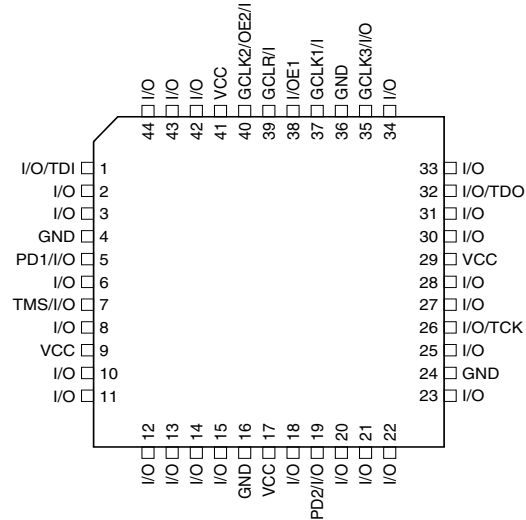 I/O
I/O
I/O
VCC
GCLK2/OE2/I
GCLR/I
I/OE1
GCLK1/I
GND
GCLK3/I/O
I/O
44
43
42
41
40
39
38
37
36
35
34
I/O/TDI 1
I/O 2
I/O 3
GND 4
PD1/I/O 5
I/O 6
TMS/I/O 7
I/O 8
VCC 9
I/O 10
I/O 11
33 I/O
32 I/O/TDO
31 I/O
30 I/O
29 VCC
28 I/O
27 I/O
26 I/O/TCK
25 I/O
24 GND
23 I/O
12
13
14
15
16
17
18
19
20
21
22
I/O
I/O
I/O
I/O
GND
VCC
I/O
PD2/I/O
I/O
I/O
I/O